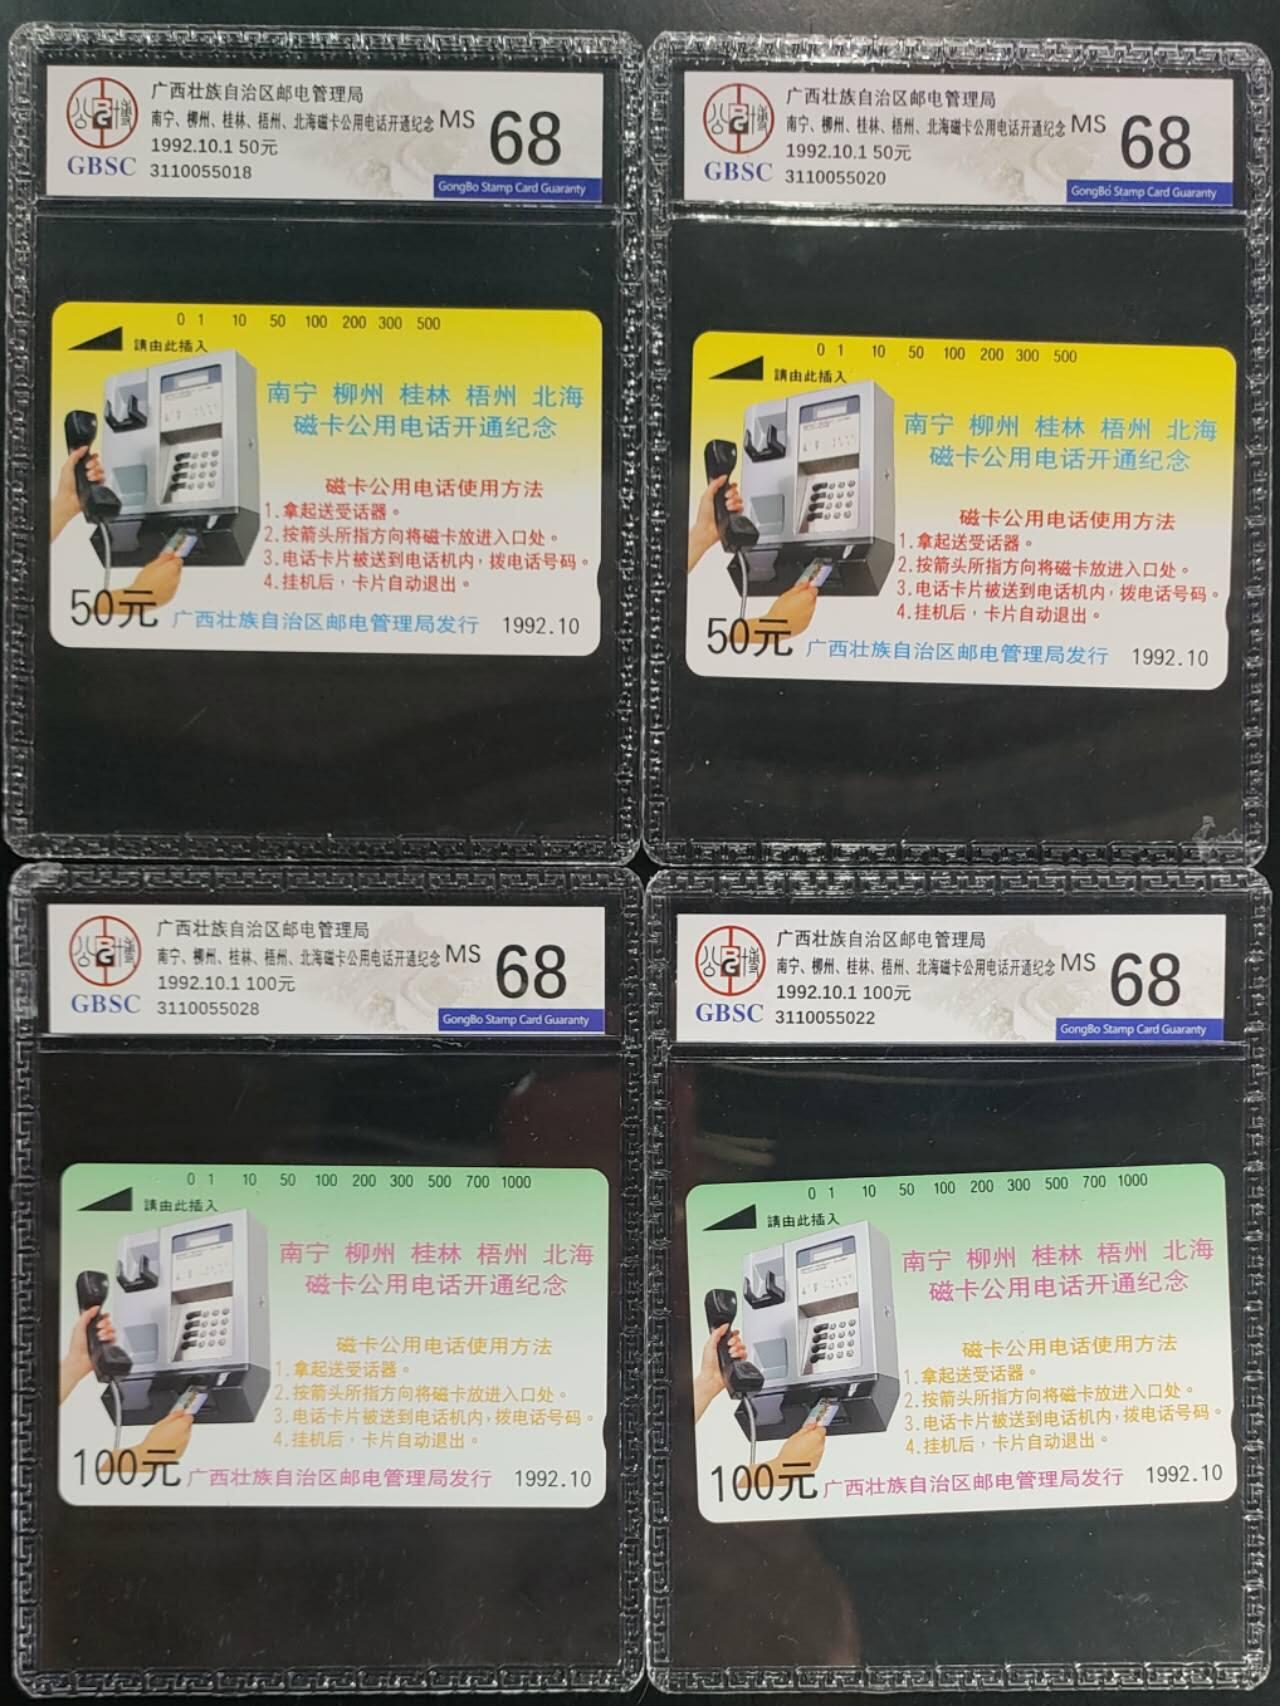 广西壮族自治区邮电管理局
南宁、柳州、桂林、梧州、北海磁卡公用电话开通纪念 MS 68
1992.10.1 50元
GBSC 3110055018
GongBo Stamp Card Guaranty
0 1 10 50 100 200 300 500
請由此插入
南宁 柳州 桂林 梧州 北海
磁卡公用电话开通纪念
磁卡公用电话使用方法
1.拿起送受话器。
2.按箭头所指方向将磁卡放进入口处。
3.电话卡片被送到电话机内,拨电话号码。
4.挂机后,卡片自动退出。
50元 广西壮族自治区邮电管理局发行 1992.10
广西壮族自治区邮电管理局
南宁、柳州、桂林、梧州、北海磁卡公用电话开通纪念 MS 68
1992.10.1 50元
GBSC 3110055020
GongBo Stamp Card Guaranty
0 1 10 50 100 200 300 500
請由此插入
南宁 柳州 桂林 梧州 北海
磁卡公用电话开通纪念
磁卡公用电话使用方法
1.拿起送受话器。
2.按箭头所指方向将磁卡放进入口处。
3.电话卡片被送到电话机内,拨电话号码。
4.挂机后,卡片自动退出。
50元 广西壮族自治区邮电管理局发行 1992.10
广西壮族自治区邮电管理局
南宁、柳州、桂林、梧州、北海磁卡公用电话开通纪念 MS 68
1992.10.1 100元
GBSC 3110055028
GongBo Stamp Card Guaranty
0 1 10 50 100 200 300 500 700 1000
請由此插入
南宁 柳州 桂林 梧州 北海
磁卡公用电话开通纪念
磁卡公用电话使用方法
1.拿起送受话器。
2.按箭头所指方向将磁卡放进入口处。
3.电话卡片被送到电话机内,拨电话号码。
4.挂机后,卡片自动退出。
100元 广西壮族自治区邮电管理局发行 1992.10
广西壮族自治区邮电管理局
南宁、柳州、桂林、梧州、北海磁卡公用电话开通纪念 MS 68
1992.10.1 100元
GBSC 3110055022
GongBo Stamp Card Guaranty
0 1 10 50 100 200 300 500 700 1000
請由此插入
南宁 柳州 桂林 梧州 北海
磁卡公用电话开通纪念
磁卡公用电话使用方法
1.拿起送受话器。
2.按箭头所指方向将磁卡放进入口处。
3.电话卡片被送到电话机内,拨电话号码。
4.挂机后,卡片自动退出。
100元 广西壮族自治区邮电管理局发行 1992.10